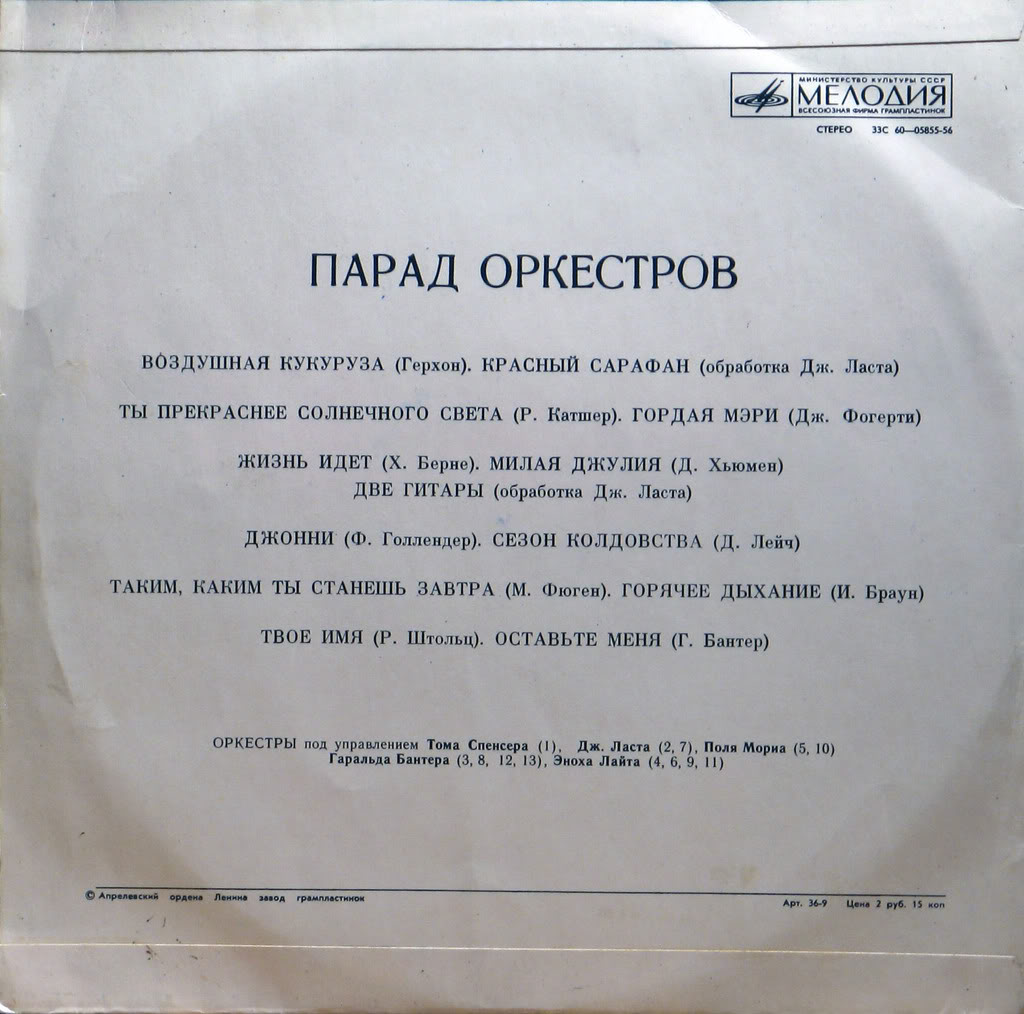 МИНИСТЕРСТВО КУЛЬТУРЫ СССР
МЕЛОДИЯ
ВСЕСОЮЗНАЯ ФИРМА ГРАМПЛАСТИНОК
СТЕРЕО 33С 60—05855-56
ПАРАД ОРКЕСТРОВ
ВОЗДУШНАЯ КУКУРУЗА (Герхон). КРАСНЫЙ САРАФАН (обработка Дж. Ласта)
ТЫ ПРЕКРАСНЕЕ СОЛНЕЧНОГО СВЕТА (Р. Катшер). ГОРДАЯ МЭРИ (Дж. Фогерти)
ЖИЗНЬ ИДЕТ (Х. Берне). МИЛАЯ ДЖУЛИЯ (Д. Хьюмен)
ДВЕ ГИТАРЫ (обработка Дж. Ласта)
ДЖОННИ (Ф. Голлендер). СЕЗОН КОЛДОВСТВА (Д. Лейч)
ТАКИМ, КАКИМ ТЫ СТАНЕШЬ ЗАВТРА (М. Фюген). ГОРЯЧЕЕ ДЫХАНИЕ (И. Браун)
ТВОЕ ИМЯ (Р. Штольц). ОСТАВЬТЕ МЕНЯ (Г. Бантер)
ОРКЕСТРЫ под управлением Тома Спенсера (1), Дж. Ласта (2, 7), Поля Мориа (5, 10)
Гаральда Бантера (3, 8, 12, 13), Эноха Лайта (4, 6, 9, 11)
© Апрелевский ордена Ленина завод грампластинок
Арт. 36-9 Цена 2 руб. 15 коп